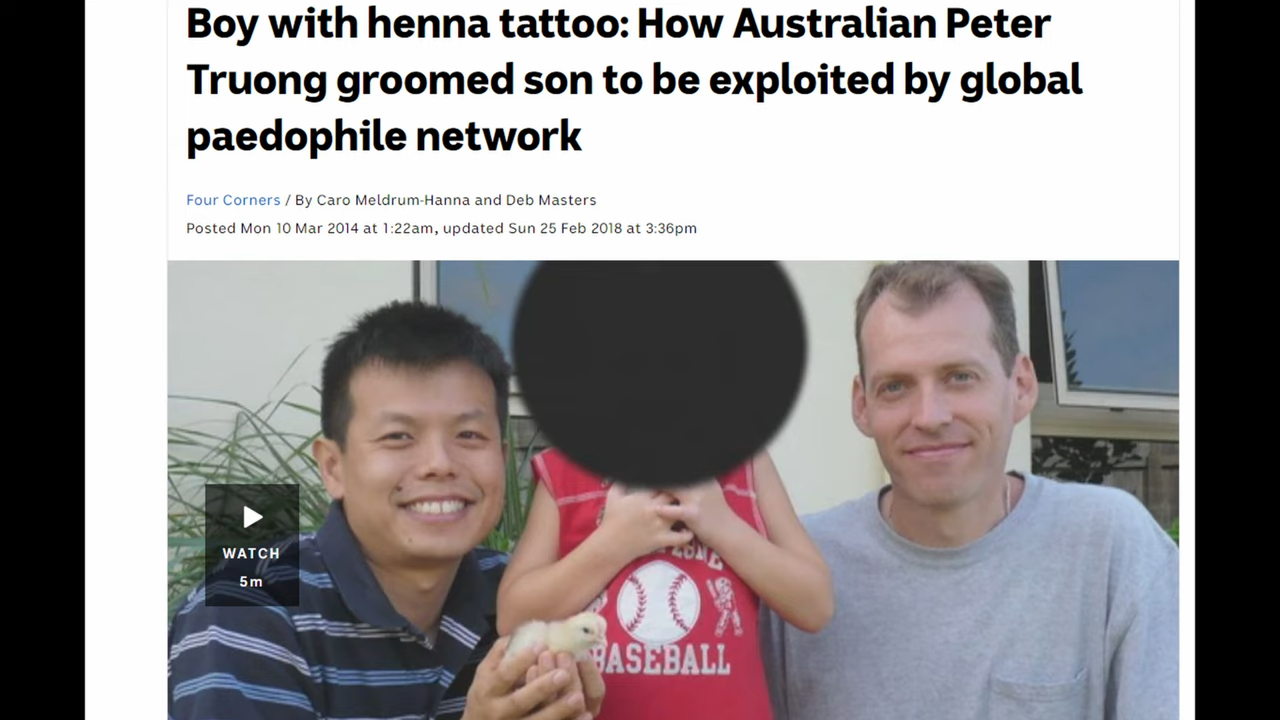 Boy with henna tattoo: How Australian Peter
Truong groomed son to be exploited by global
paedophile network
Four Corners / By Caro Meldrum-Hanna and Deb Masters
Posted Mon 10 Mar 2014 at 1:22am, updated Sun 25 Feb 2018 at 3:36pm
WATCH
5m
BASEBALL